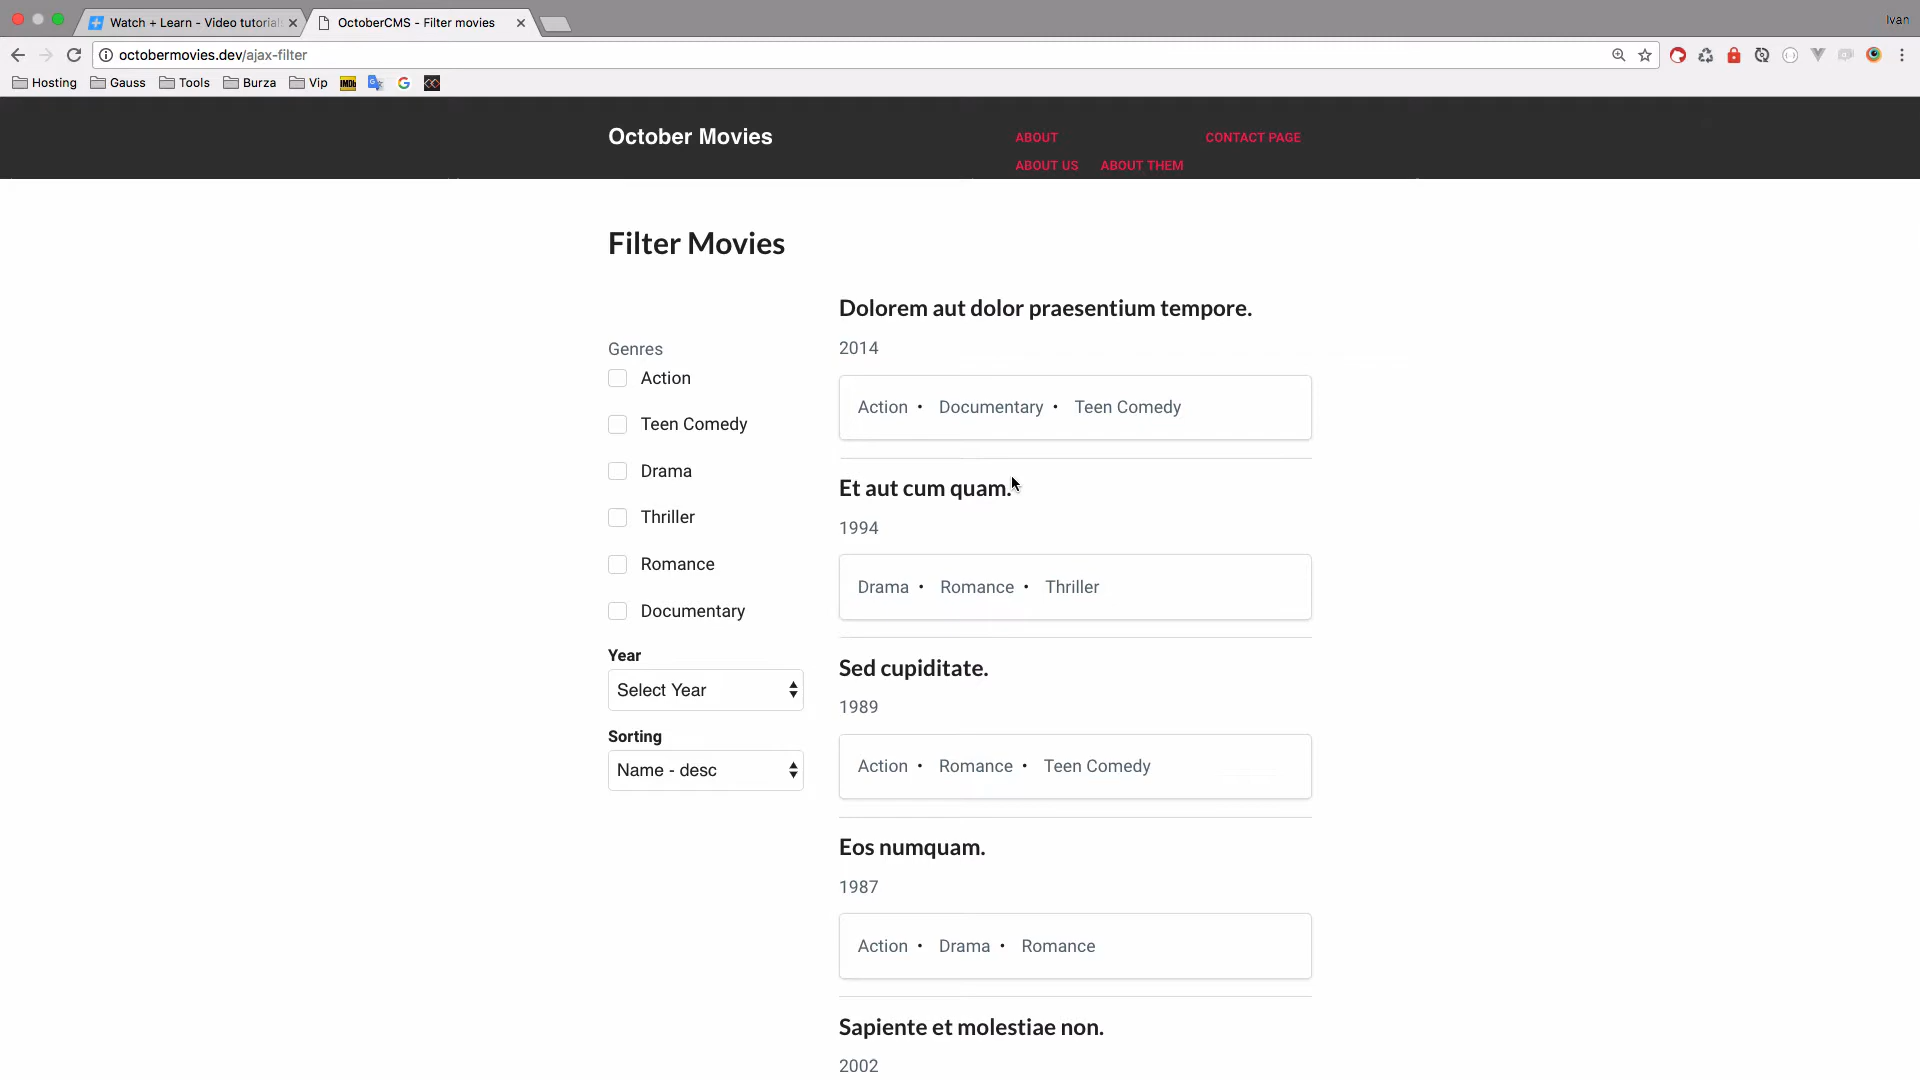 Ivan
Watch + Learn - Video tutorial
OctoberCMS - Filter movies
octobermovies.dev/ajax-filter
Hosting Gauss Tools Burza Vip IMDb
October Movies
ABOUT CONTACT PAGE
ABOUT US ABOUT THEM
Filter Movies
Genres
Action
Teen Comedy
Drama
Thriller
Romance
Documentary
Year
Select Year
Sorting
Name - desc
Dolorem aut dolor praesentium tempore.
2014
Action • Documentary • Teen Comedy
Et aut cum quam.
1994
Drama • Romance • Thriller
Sed cupiditate.
1989
Action • Romance • Teen Comedy
Eos numquam.
1987
Action • Drama • Romance
Sapiente et molestiae non.
2002